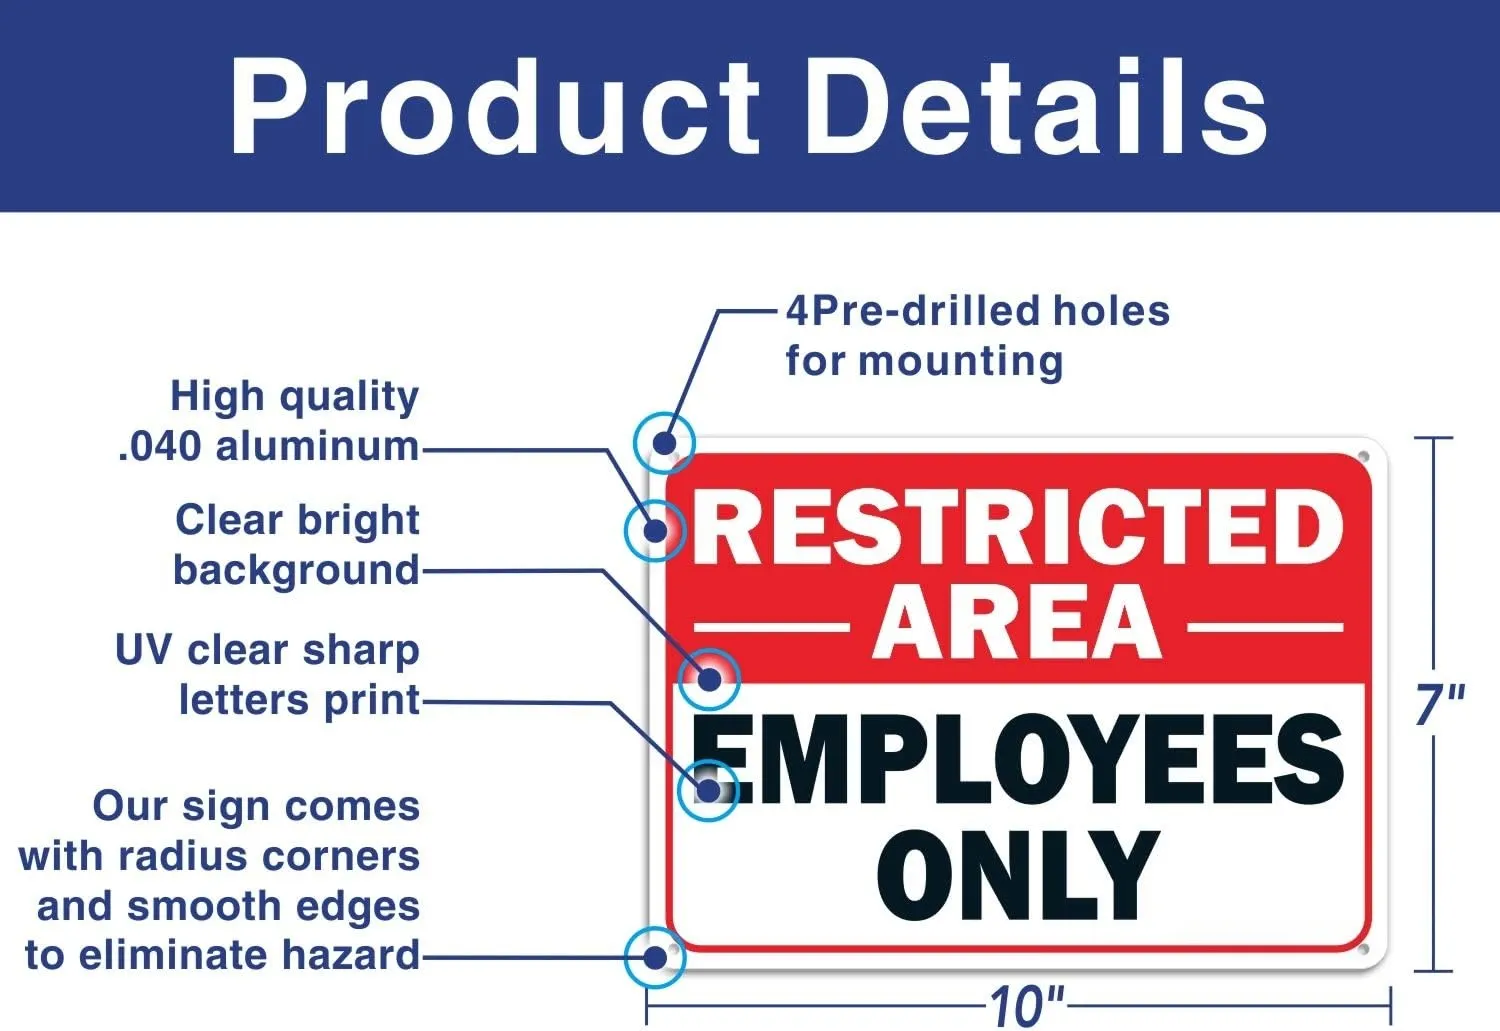 Product Details
4Pre-drilled holes
for mounting
High quality
.040 aluminum
Clear bright
background
UV clear sharp
letters print
Our sign comes
with radius corners
and smooth edges
to eliminate hazard
RESTRICTED
AREA
EMPLOYEES
ONLY
7"
10"